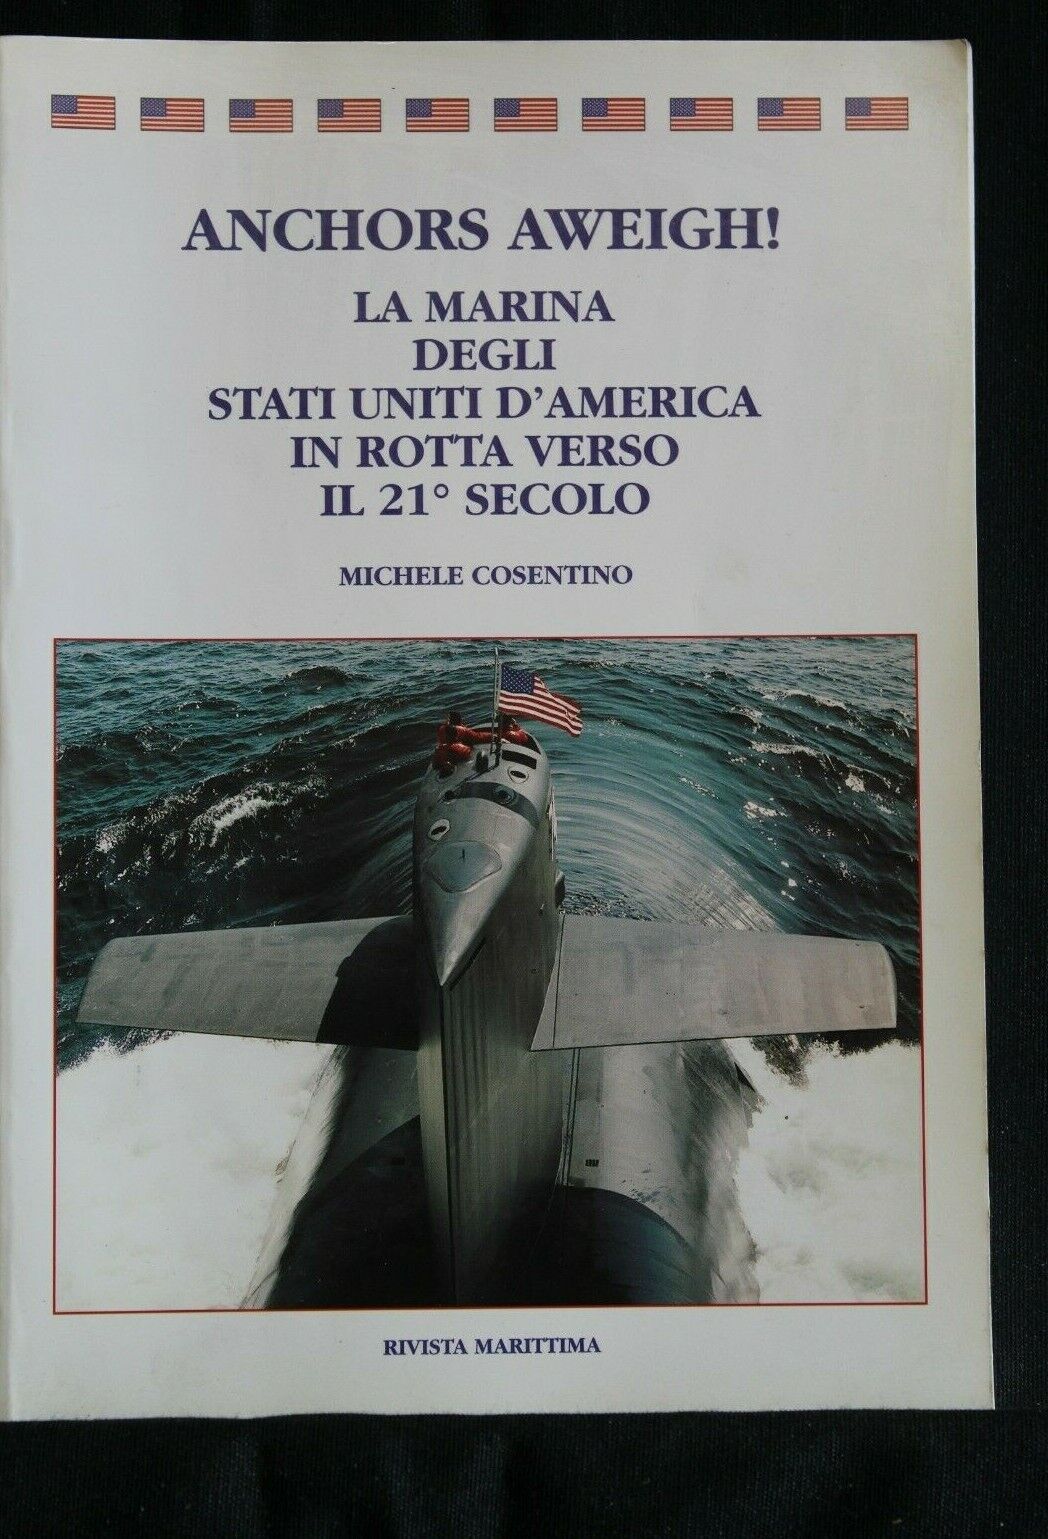 ANCHORS AWEIGH!
LA MARINA
DEGLI
STATI UNITI D'AMERICA
IN ROTTA VERSO
IL 21° SECOLO
MICHELE COSENTINO
RIVISTA MARITTIMA